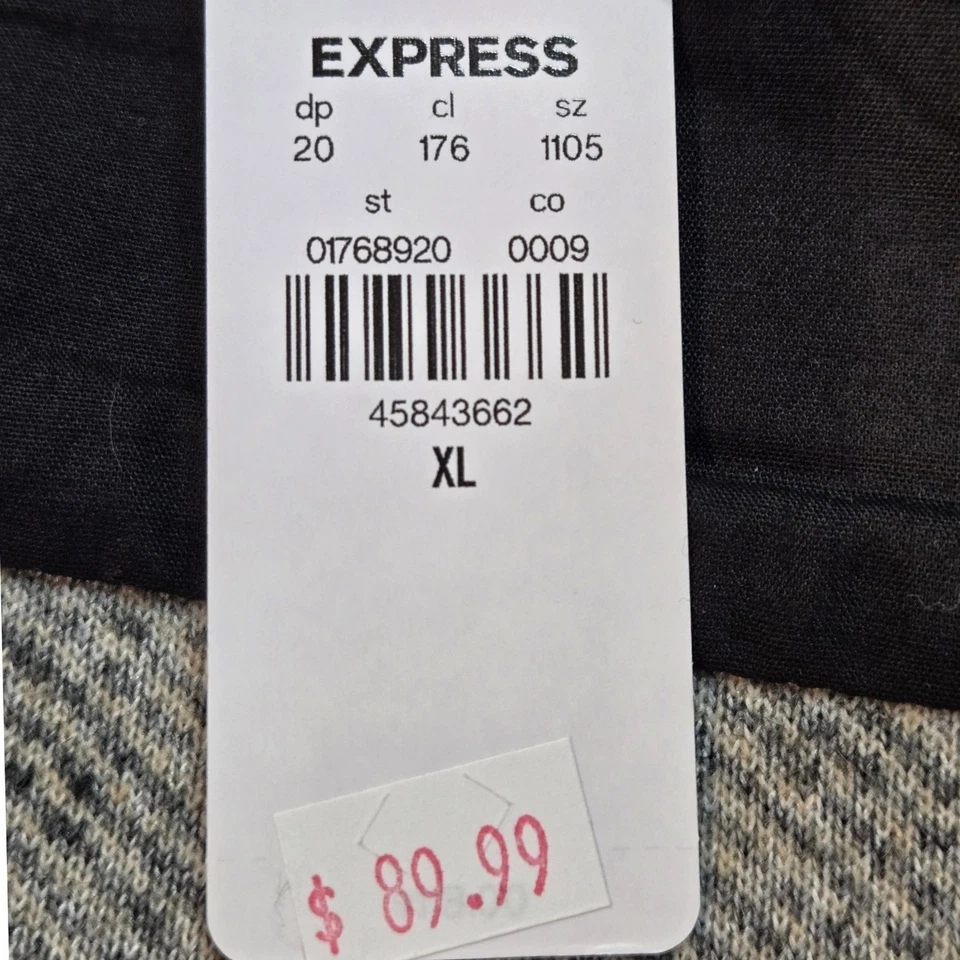 EXPRESS
dp cl sz
20 176 1105
st co
01768920 0009
45843662
XL
$ 89.99